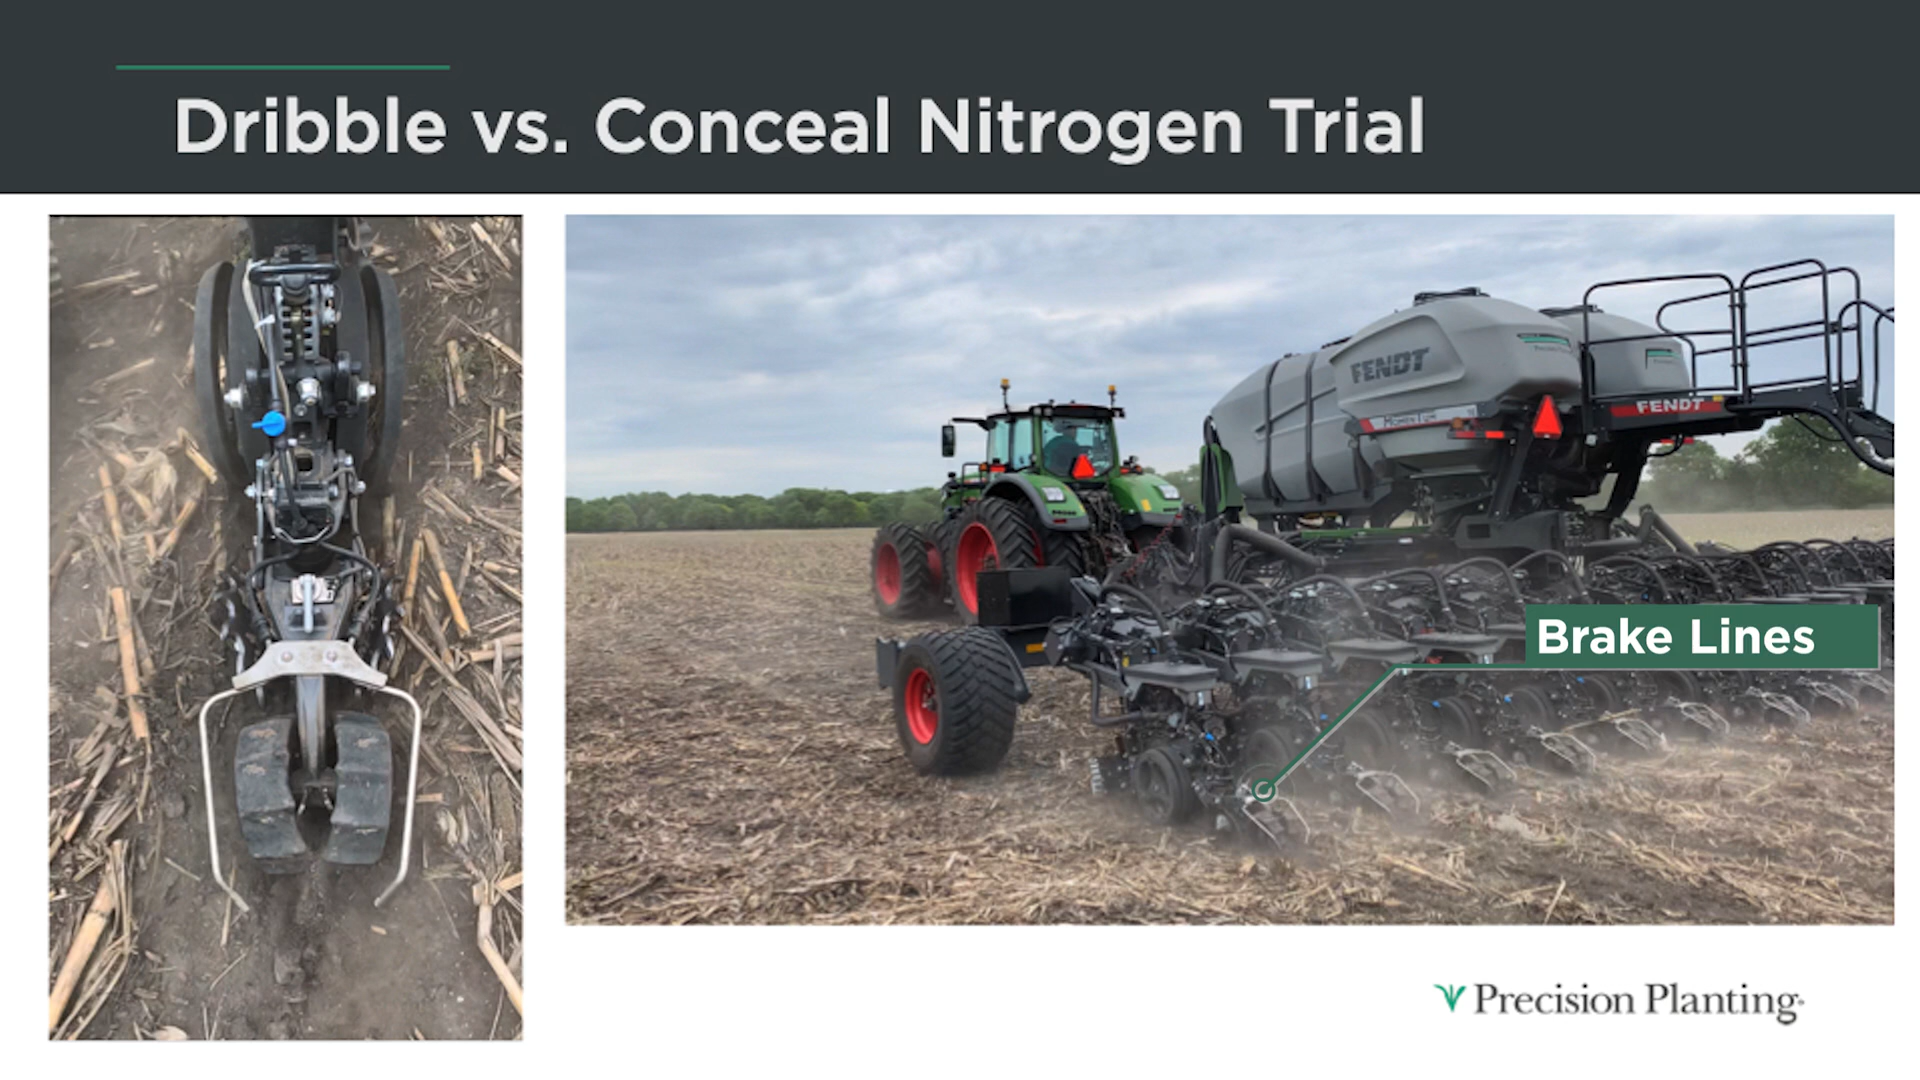 Dribble vs. Conceal Nitrogen Trial
FENDT
FENDT
Brake Lines
Precision Planting